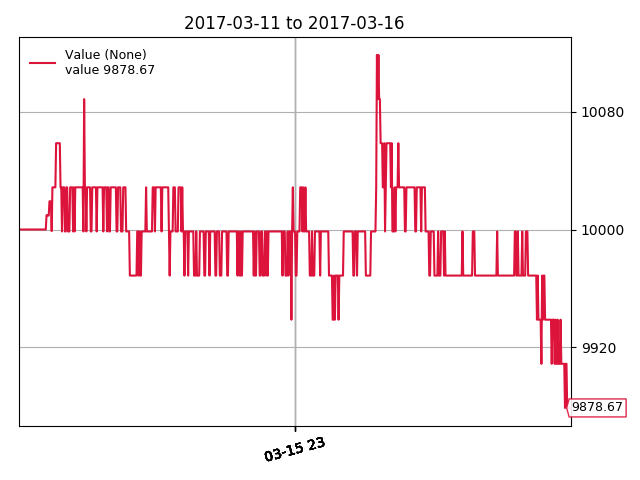 2017-03-11 to 2017-03-16
Value (None)
value 9878.67
10080
10000
9920
9878.67
03-15 23